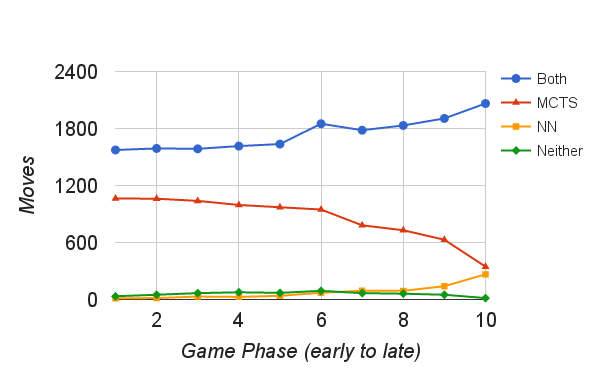 2400
1800
1200
600
0
Moves
2
4
6
8
10
Game Phase (early to late)
Both
MCTS
NN
Neither